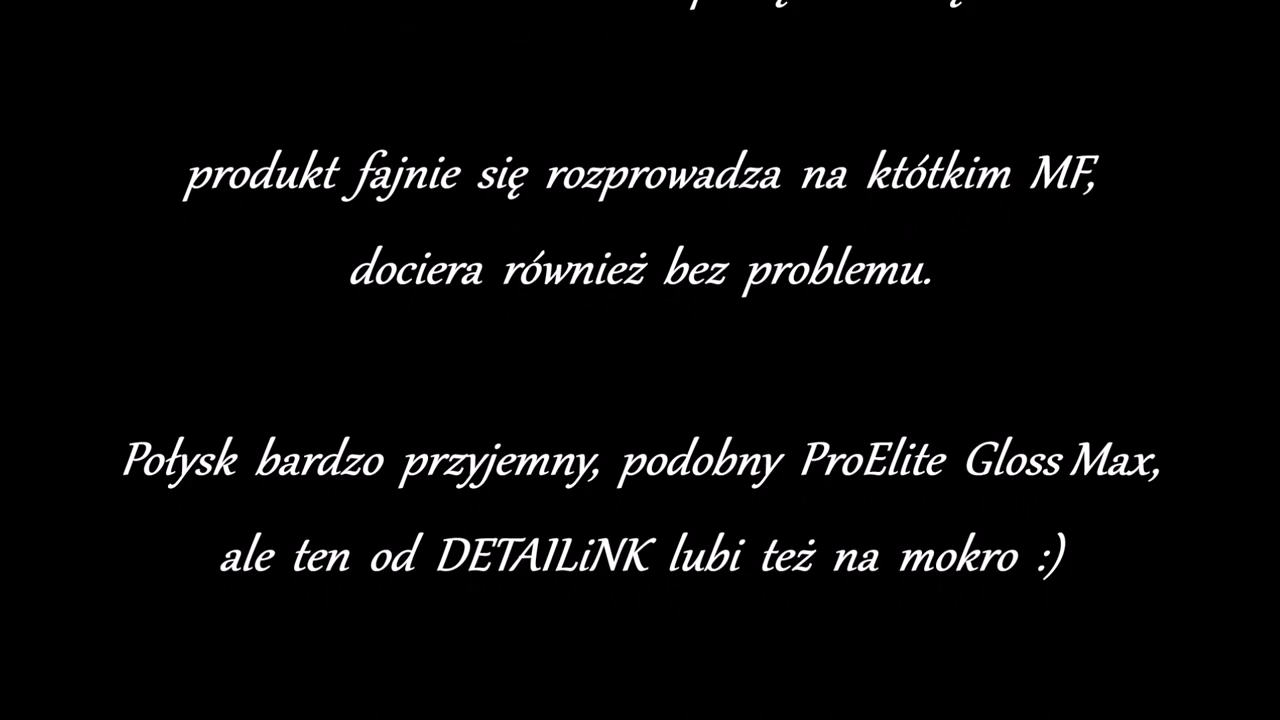 produkt fajnie się rozprowadza na któtkim MF,
dociera również bez problemu.
Połysk bardzo przyjemny, podobny ProElite Gloss Max,
ale ten od DETAILiNK lubi też na mokro :)